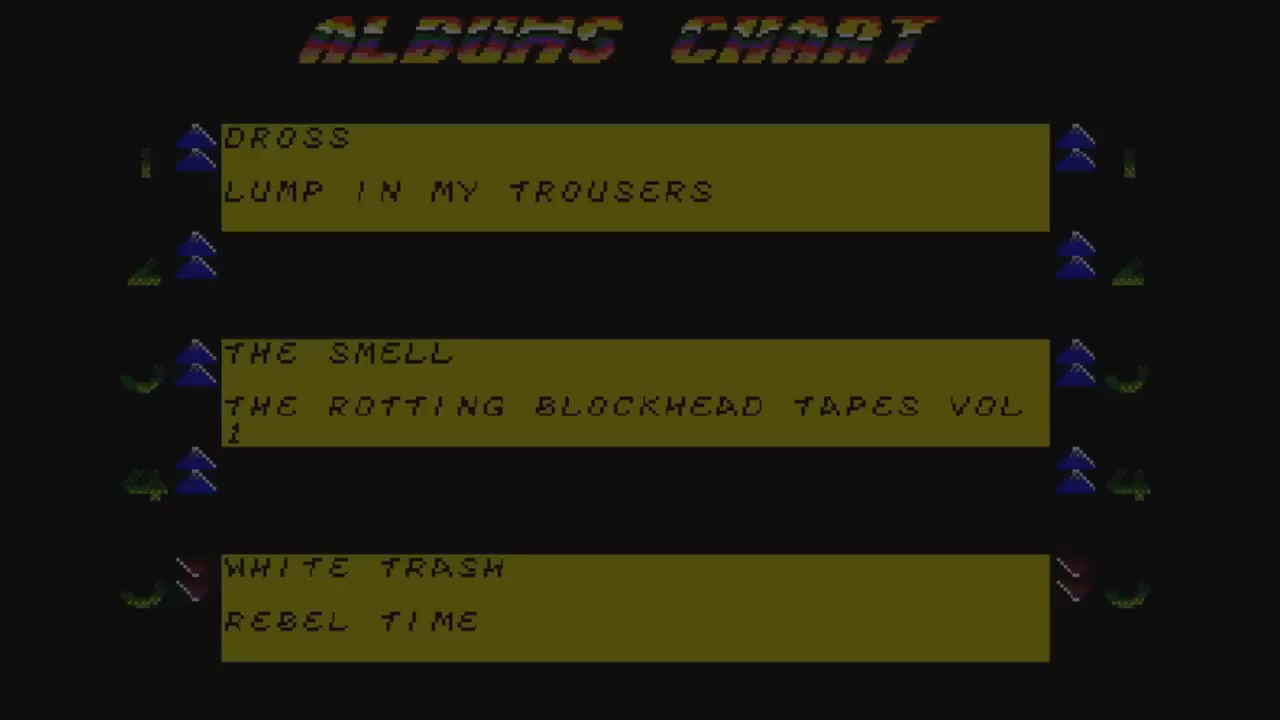 ALBUMS CHART
DROSS
LUMP IN MY TROUSERS
THE SMELL
THE ROTTING BLOCKHEAD TAPES VOL
1
WHITE TRASH
REBEL TIME